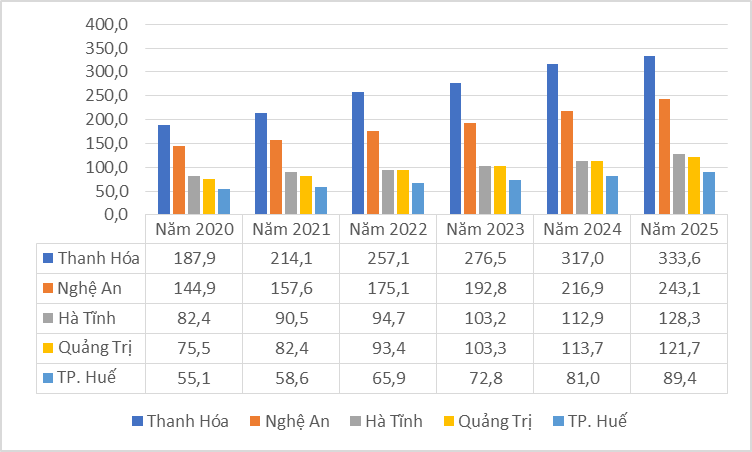 400,0
350,0
300,0
250,0
200,0
150,0
100,0
50,0
0,0
Năm 2020 Năm 2021 Năm 2022 Năm 2023 Năm 2024 Năm 2025
Thanh Hóa 187,9 214,1 257,1 276,5 317,0 333,6
Nghệ An 144,9 157,6 175,1 192,8 216,9 243,1
Hà Tĩnh 82,4 90,5 94,7 103,2 112,9 128,3
Quảng Trị 75,5 82,4 93,4 103,3 113,7 121,7
TP. Huế 55,1 58,6 65,9 72,8 81,0 89,4
Thanh Hóa Nghệ An Hà Tĩnh Quảng Trị TP. Huế